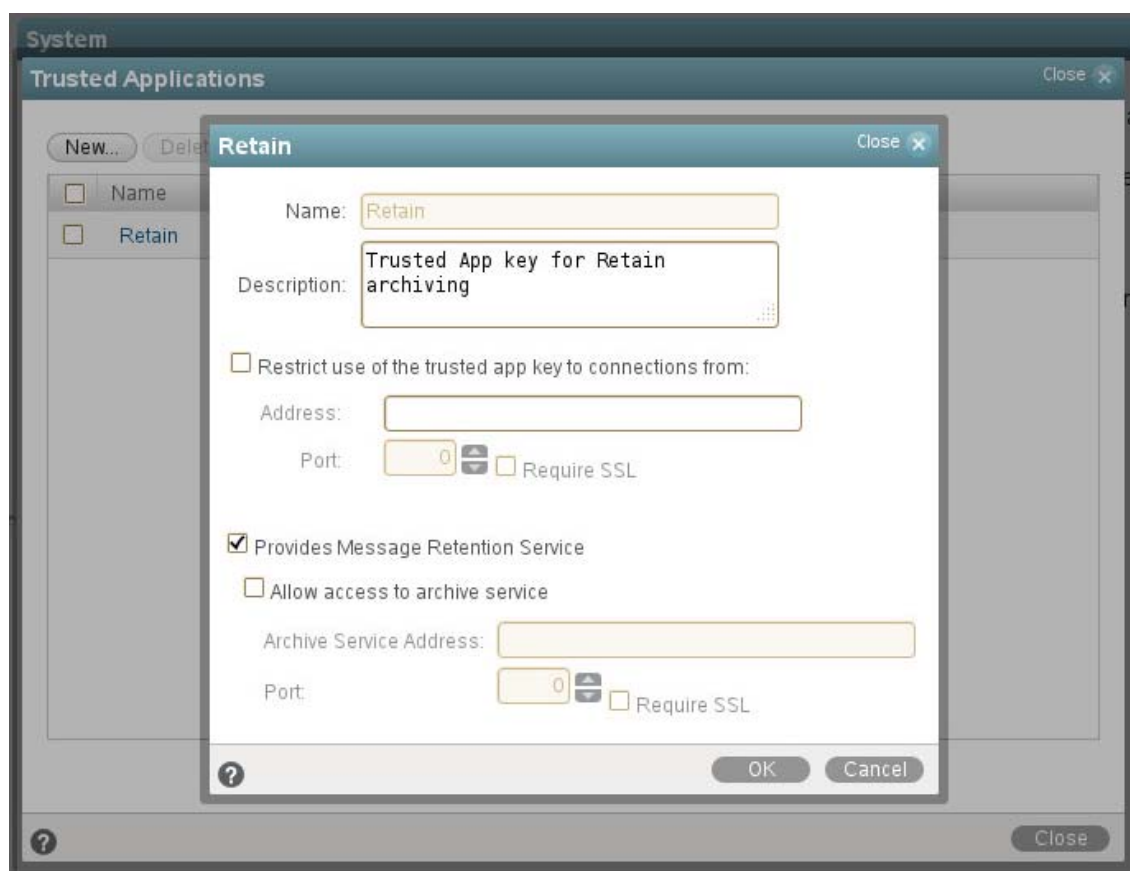 System
Trusted Applications
Close
New...
Delet
Name
Retain
Retain
Close
Name:
Retain
Description:
Trusted App key for Retain
archiving
Restrict use of the trusted app key to connections from:
Address:
Port:
0
Require SSL
Provides Message Retention Service
Allow access to archive service
Archive Service Address:
Port:
0
Require SSL
?
OK
Cancel
?
Close